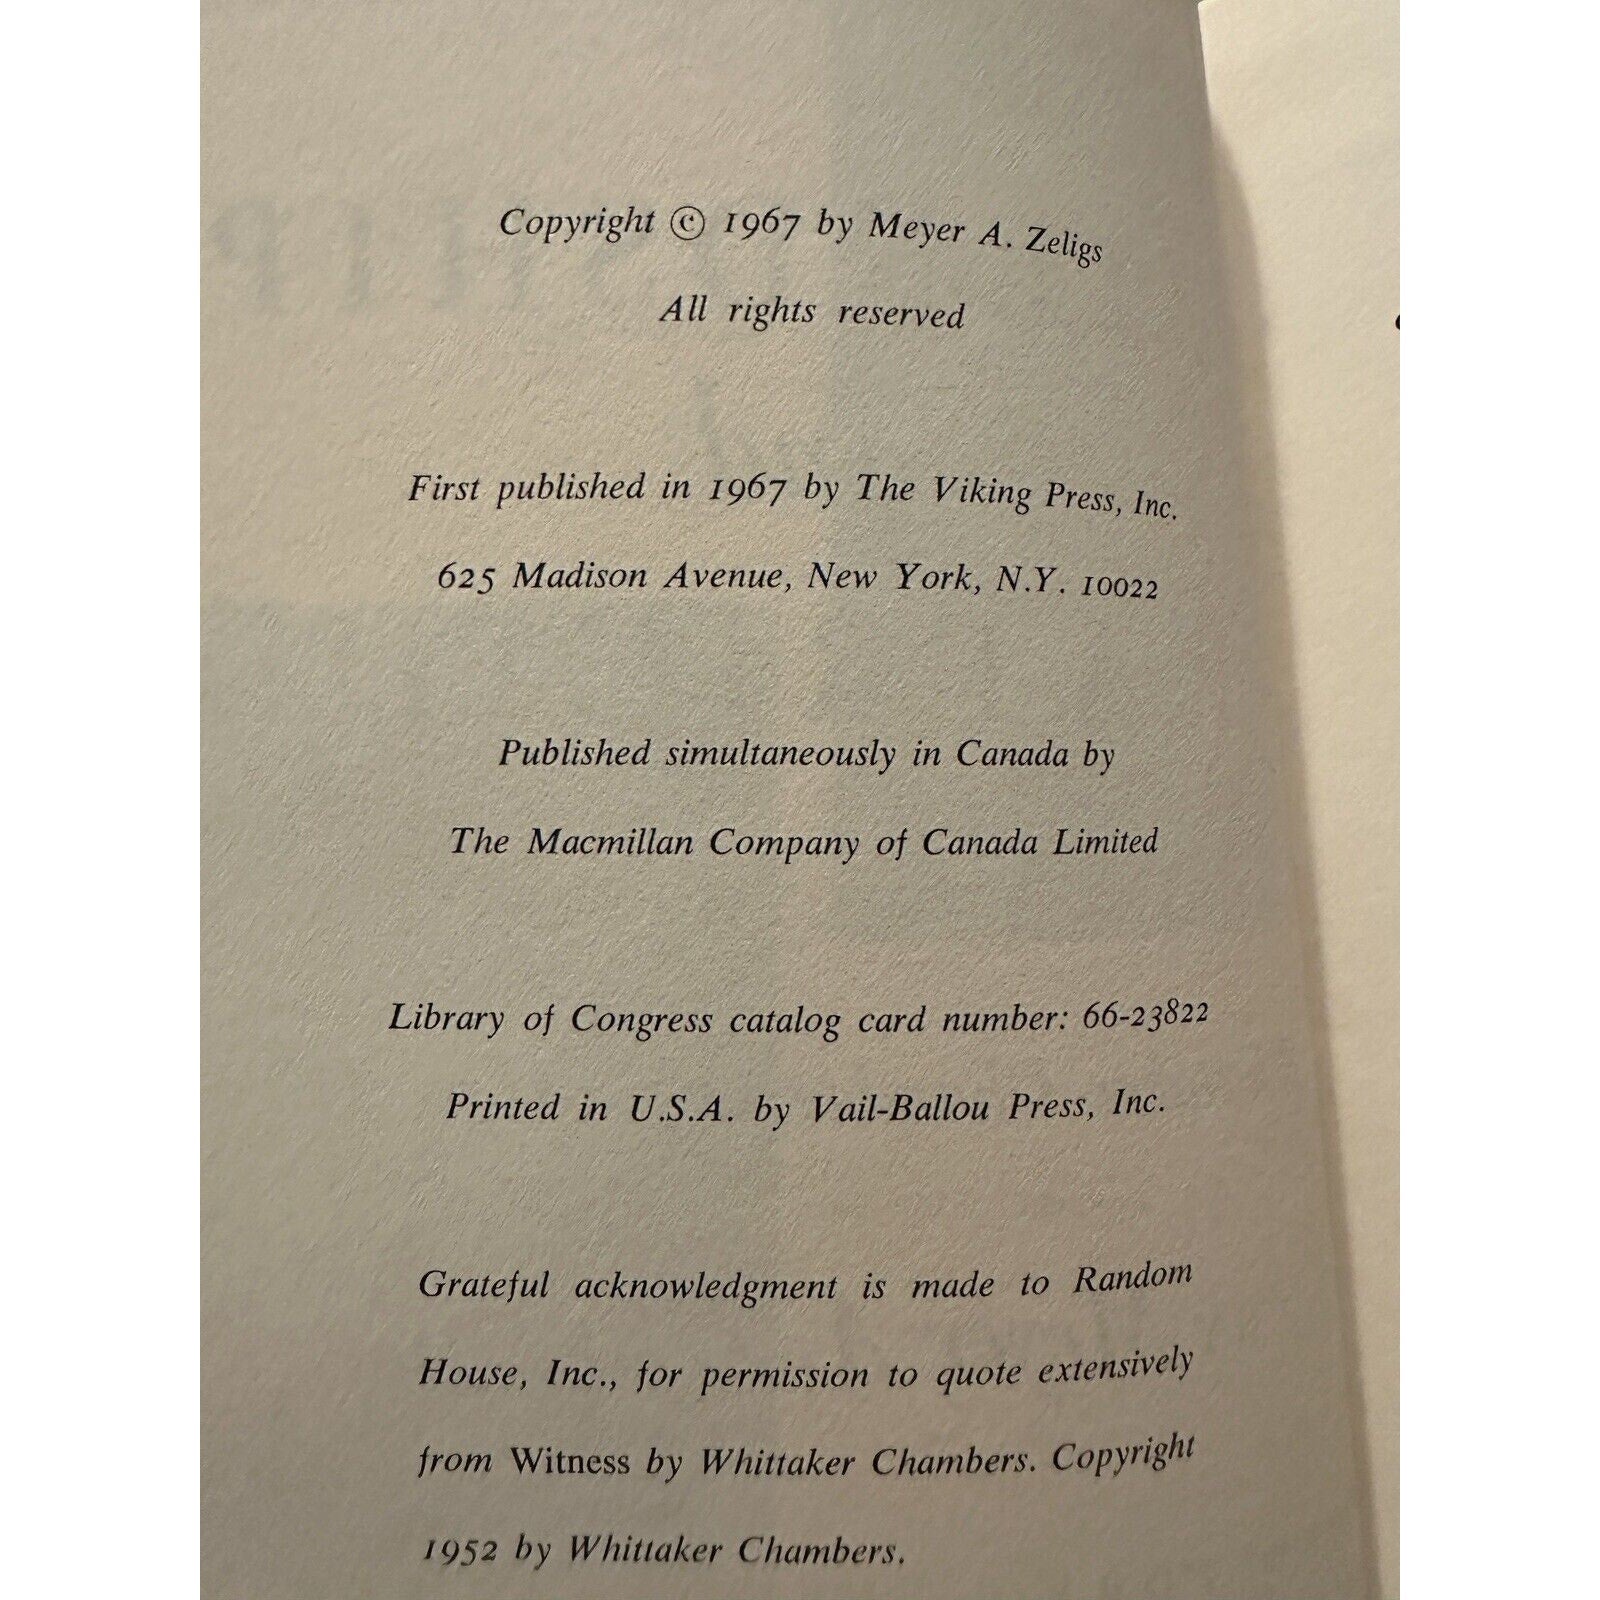 Copyright © 1967 by Meyer A. Zeligs
All rights reserved
First published in 1967 by The Viking Press, Inc.
625 Madison Avenue, New York, N.Y. 10022
Published simultaneously in Canada by
The Macmillan Company of Canada Limited
Library of Congress catalog card number: 66-23822
Printed in U.S.A. by Vail-Ballou Press, Inc.
Grateful acknowledgment is made to Random
House, Inc., for permission to quote extensively
from Witness by Whittaker Chambers. Copyright
1952 by Whittaker Chambers.